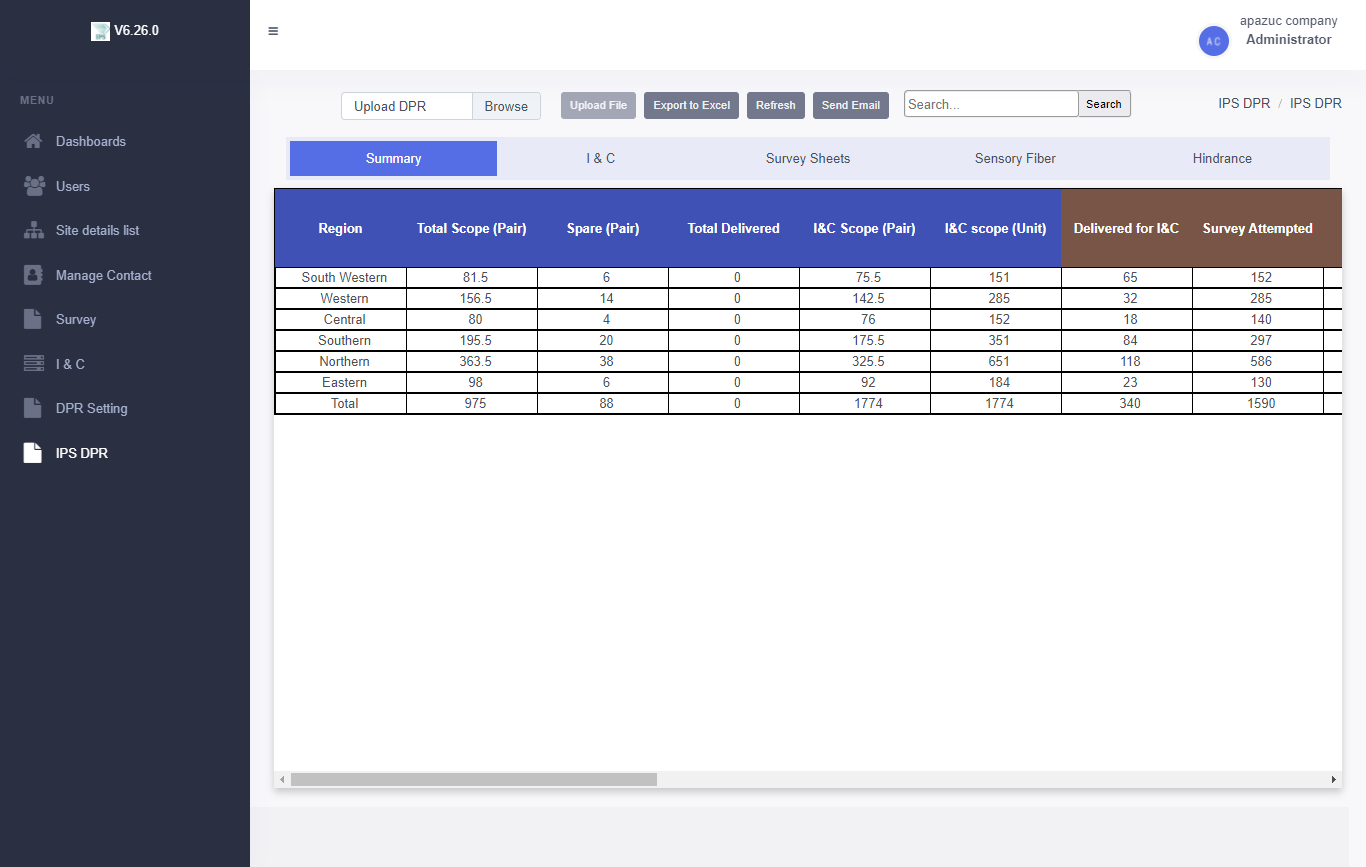 V6.26.0
apazuc company
AC
Administrator
MENU
Dashboards
Users
Site details list
Manage Contact
Survey
I & C
DPR Setting
IPS DPR
Upload DPR Browse Upload File Export to Excel Refresh Send Email Search... Search IPS DPR / IPS DPR
Summary I & C Survey Sheets Sensory Fiber Hindrance
Region Total Scope (Pair) Spare (Pair) Total Delivered I&C Scope (Pair) I&C scope (Unit) Delivered for I&C Survey Attempted
South Western 81.5 6 0 75.5 151 65 152
Western 156.5 14 0 142.5 285 32 285
Central 80 4 0 76 152 18 140
Southern 195.5 20 0 175.5 351 84 297
Northern 363.5 38 0 325.5 651 118 586
Eastern 98 6 0 92 184 23 130
Total 975 88 0 1774 1774 340 1590